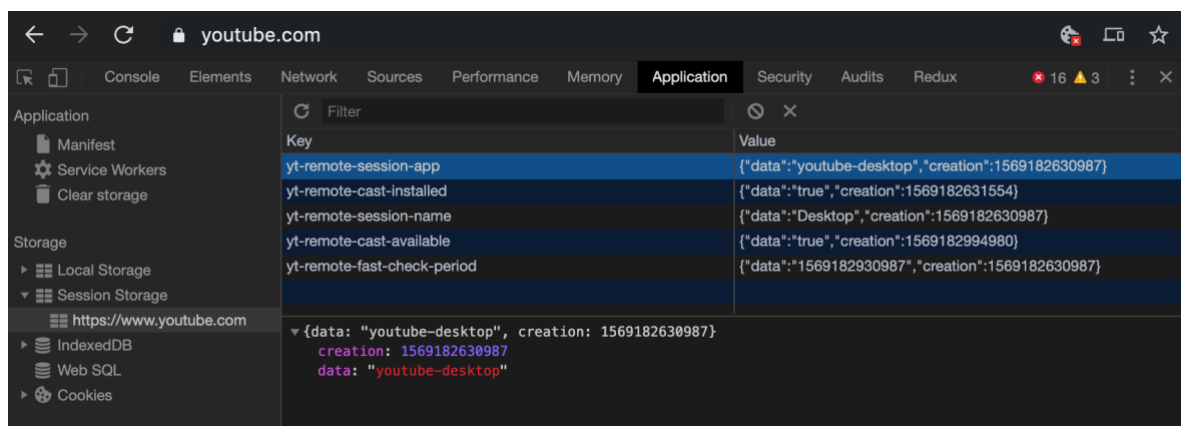 youtube.com
Console Elements Network Sources Performance Memory Application Security Audits Redux 16 3
Application
Manifest
Service Workers
Clear storage
Storage
Local Storage
Session Storage
https://www.youtube.com
IndexedDB
Web SQL
Cookies
Filter
Key Value
yt-remote-session-app {"data":"youtube-desktop","creation":1569182630987}
yt-remote-cast-installed {"data":"true","creation":1569182631554}
yt-remote-session-name {"data":"Desktop","creation":1569182630987}
yt-remote-cast-available {"data":"true","creation":1569182994980}
yt-remote-fast-check-period {"data":"1569182930987","creation":1569182630987}
{data: "youtube-desktop", creation: 1569182630987}
creation: 1569182630987
data: "youtube-desktop"